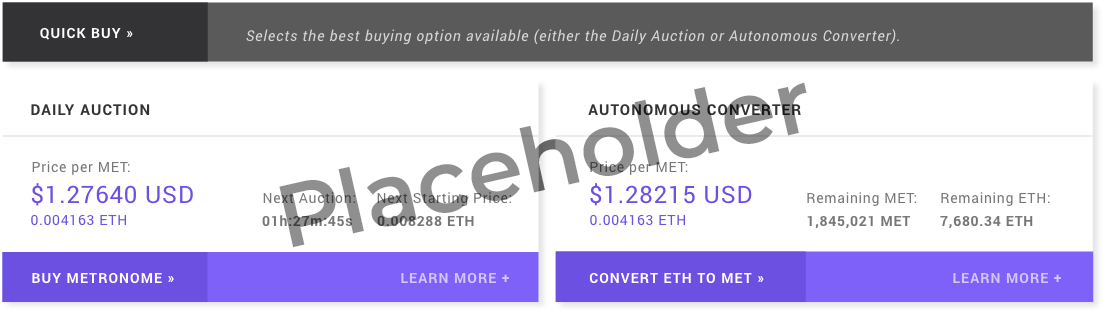 QUICK BUY »
Selects the best buying option available (either the Daily Auction or Autonomous Converter).
DAILY AUCTION
Price per MET:
$1.27640 USD
0.004163 ETH
Next Auction:
01h:27m:45s
Next Starting Price:
0.008288 ETH
BUY METRONOME »
LEARN MORE +
AUTONOMOUS CONVERTER
Price per MET:
$1.28215 USD
0.004163 ETH
Remaining MET:
1,845,021 MET
Remaining ETH:
7,680.34 ETH
CONVERT ETH TO MET »
LEARN MORE +
Placeholder